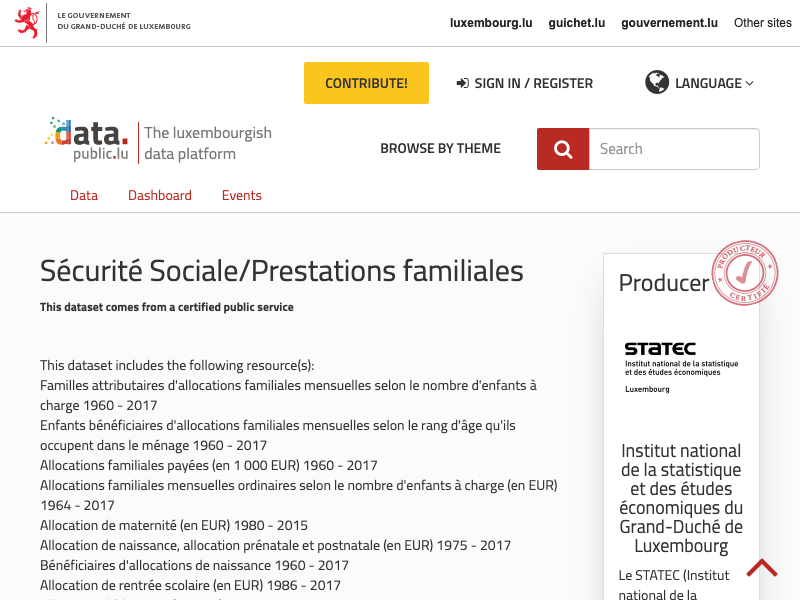 LE GOUVERNEMENT
DU GRAND-DUCHÉ DE LUXEMBOURG
luxembourg.lu guichet.lu gouvernement.lu Other sites
CONTRIBUTE! SIGN IN / REGISTER LANGUAGE
data.
public.lu
The luxembourgish
data platform
BROWSE BY THEME Search
Data Dashboard Events
Sécurité Sociale/Prestations familiales
This dataset comes from a certified public service
This dataset includes the following resource(s):
Familles attributaires d'allocations familiales mensuelles selon le nombre d'enfants à
charge 1960 - 2017
Enfants bénéficiaires d'allocations familiales mensuelles selon le rang d'âge qu'ils
occupent dans le ménage 1960 - 2017
Allocations familiales payées (en 1 000 EUR) 1960 - 2017
Allocations familiales mensuelles ordinaires selon le nombre d'enfants à charge (en EUR)
1964 - 2017
Allocation de maternité (en EUR) 1980 - 2015
Allocation de naissance, allocation prénatale et postnatale (en EUR) 1975 - 2017
Bénéficiaires d'allocations de naissance 1960 - 2017
Allocation de rentrée scolaire (en EUR) 1986 - 2017
Producer
PRODUCTEUR
CERTIFIÉ
STATEC
Institut national de la statistique
et des études économiques
Luxembourg
Institut national
de la statistique
et des études
économiques du
Grand-Duché de
Luxembourg
Le STATEC (Institut
national de la